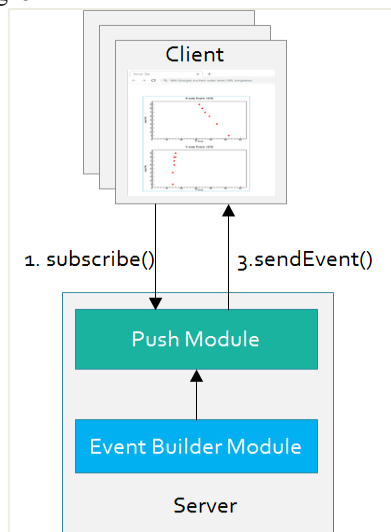 Client
1. subscribe()
3.sendEvent()
Push Module
Event Builder Module
Server